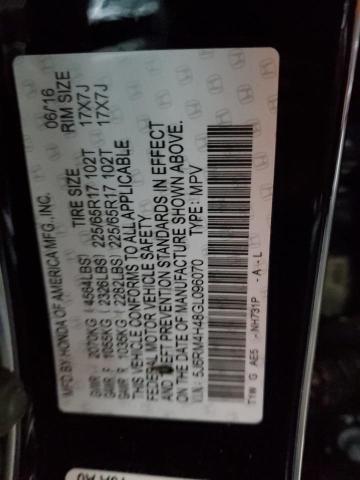 MFD BY HONDA OF AMERICA MFG., INC. 06/16
TIRE SIZE RIM SIZE
GVWR 2070KG (4564LBS)
GAWR F 1055KG (2326LBS) 225/65R17 102T 17X7J
GAWR R 1035KG (2282LBS) 225/65R17 102T 17X7J
THIS VEHICLE CONFORMS TO ALL APPLICABLE
FEDERAL MOTOR VEHICLE SAFETY
AND THEFT PREVENTION STANDARDS IN EFFECT
ON THE DATE OF MANUFACTURE SHOWN ABOVE.
V.I.N.: 5J6RM4H48GL096070 TYPE: MPV
T1W G AE5 -NH731P -A -L